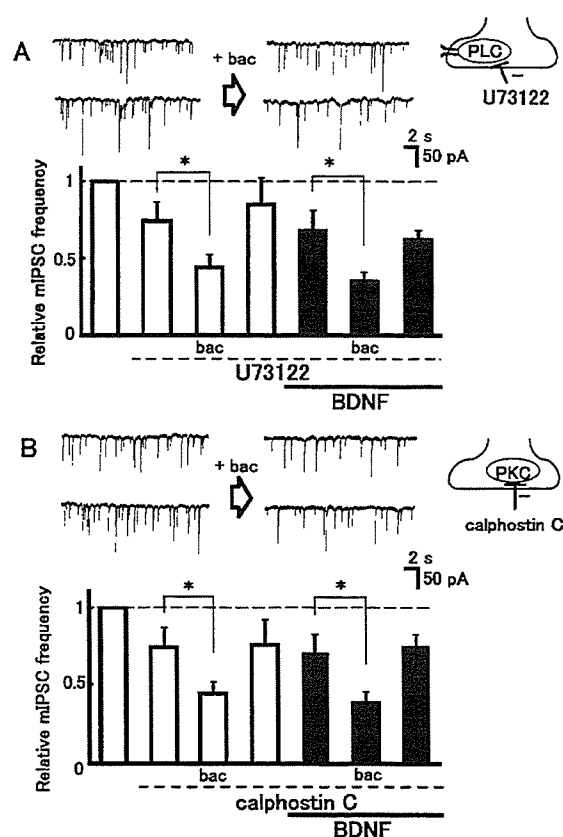 A
+ bac
PLC
−
U73122
2 s
50 pA
*
*
Relative mIPSC frequency
1
0.5
0
bac
bac
U73122
BDNF
B
+ bac
PKC
−
calphostin C
2 s
50 pA
*
*
Relative mIPSC frequency
1
0.5
0
bac
bac
calphostin C
BDNF